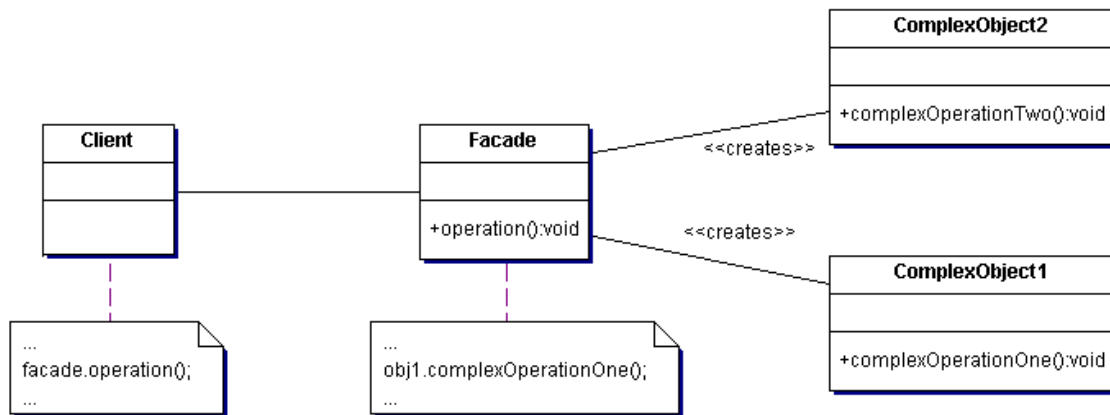 ComplexObject2
+complexOperationTwo():void
Client
Facade
<<creates>>
+operation():void
<<creates>>
ComplexObject1
...
facade.operation();
...
...
obj1.complexOperationOne();
...
+complexOperationOne():void